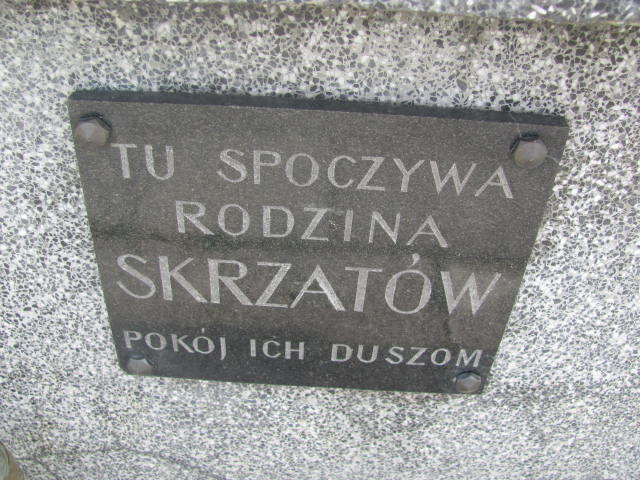 TU SPOCZYWA
RODZINA
SKRZATÓW
POKÓJ ICH DUSZOM